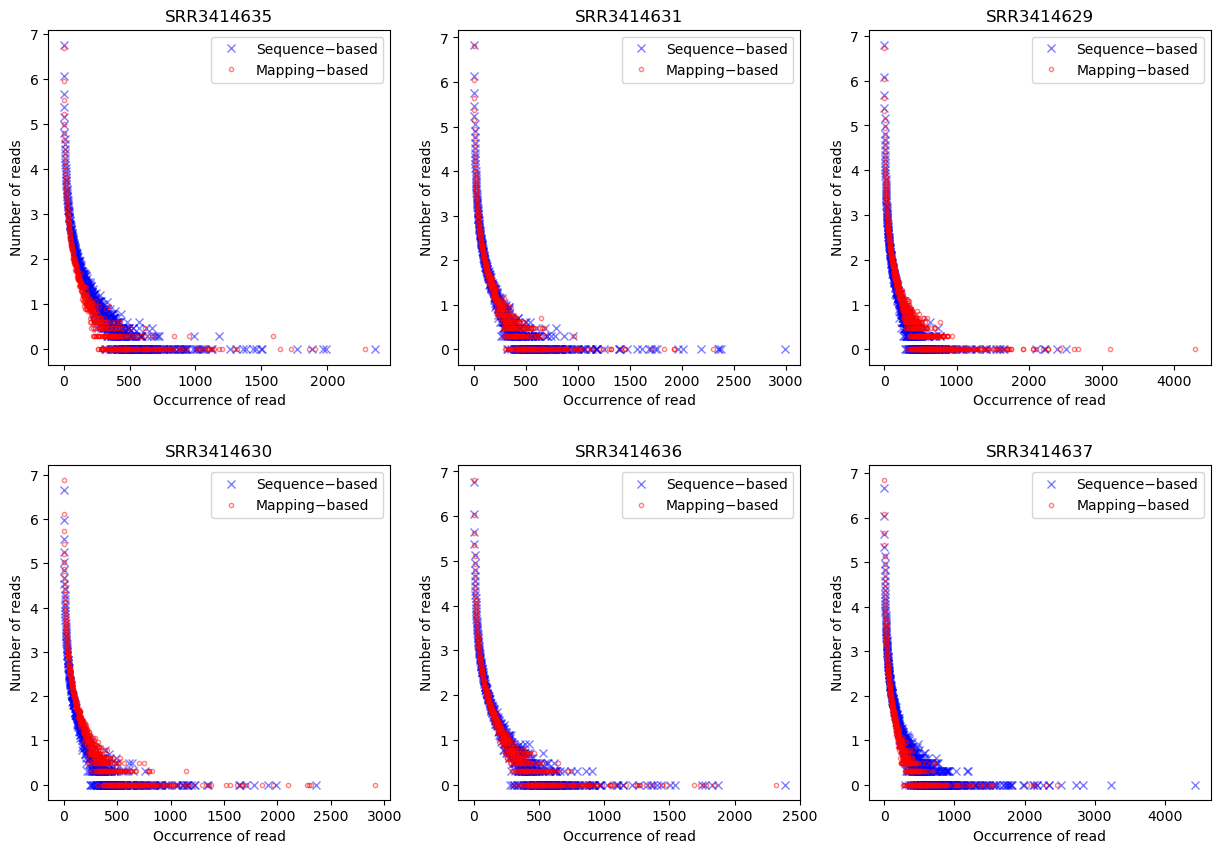 SRR3414635
Sequence−based
Mapping−based
7
6
5
4
3
2
1
0
Number of reads
0 500 1000 1500 2000
Occurrence of read
SRR3414631
Sequence−based
Mapping−based
7
6
5
4
3
2
1
0
Number of reads
0 500 1000 1500 2000 2500 3000
Occurrence of read
SRR3414629
Sequence−based
Mapping−based
7
6
5
4
3
2
1
0
Number of reads
0 1000 2000 3000 4000
Occurrence of read
SRR3414630
Sequence−based
Mapping−based
7
6
5
4
3
2
1
0
Number of reads
0 500 1000 1500 2000 2500 3000
Occurrence of read
SRR3414636
Sequence−based
Mapping−based
7
6
5
4
3
2
1
0
Number of reads
0 500 1000 1500 2000 2500
Occurrence of read
SRR3414637
Sequence−based
Mapping−based
7
6
5
4
3
2
1
0
Number of reads
0 1000 2000 3000 4000
Occurrence of read